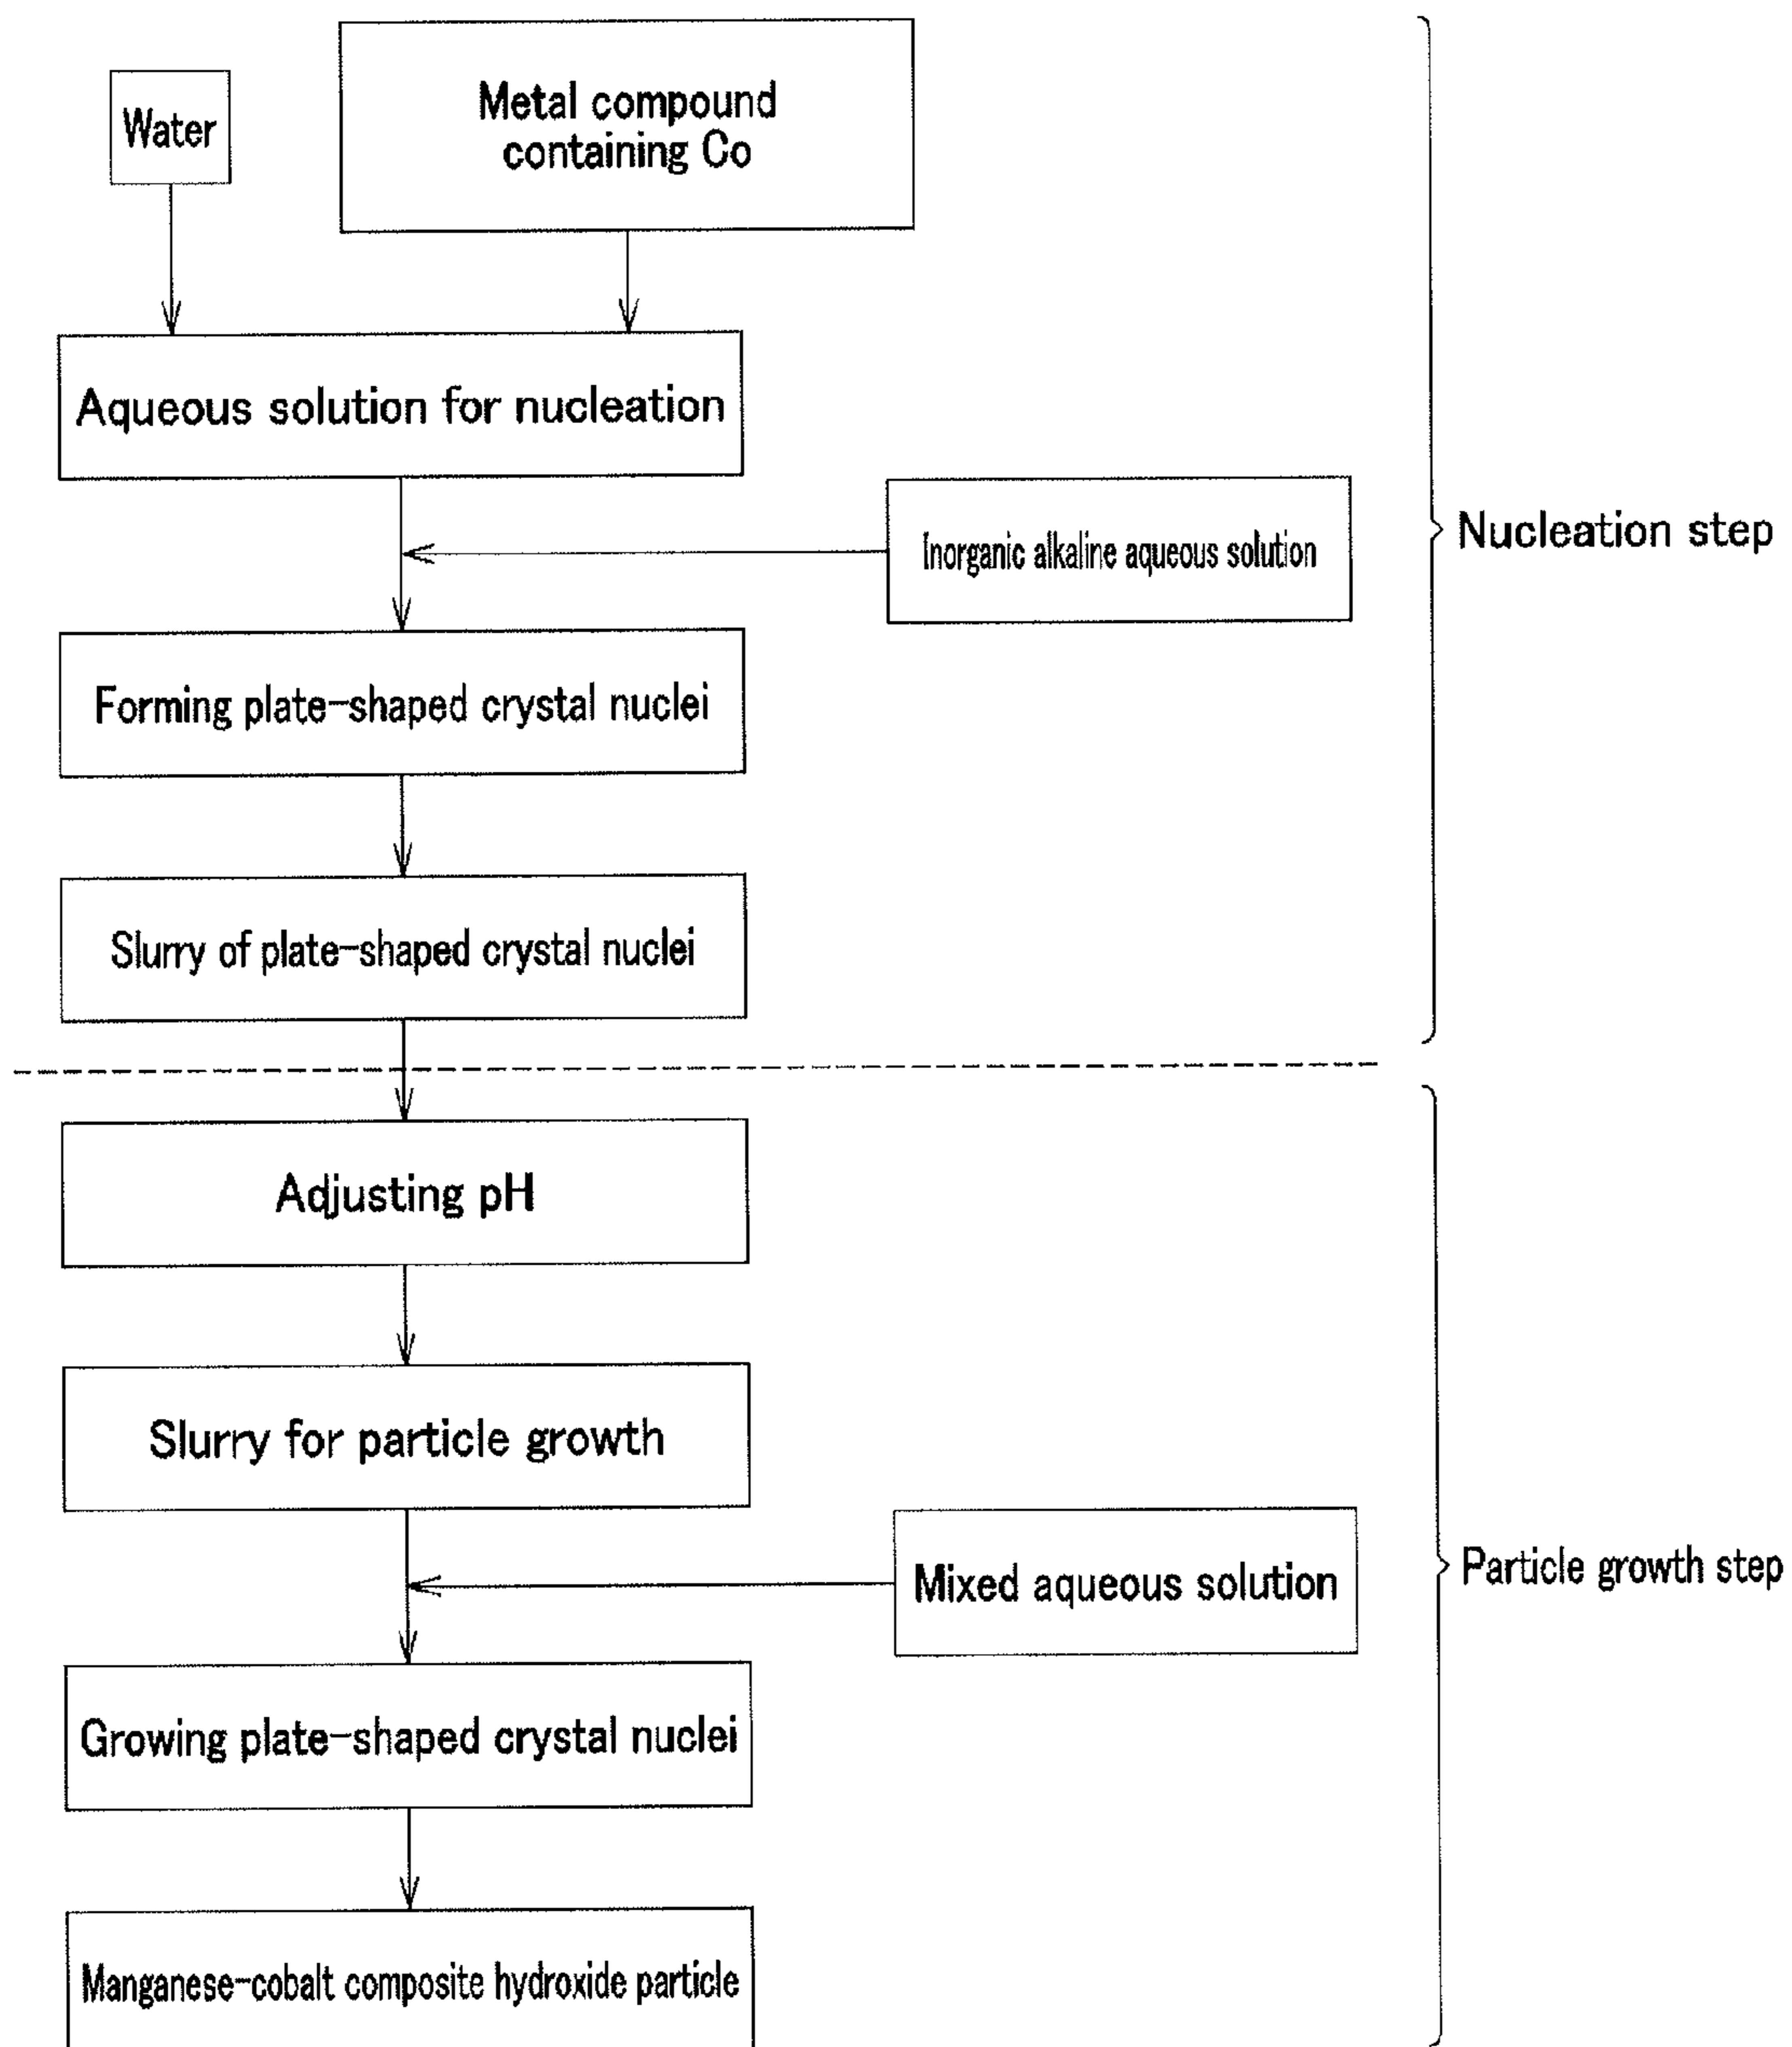 Water
Metal compound
containing Co
Aqueous solution for nucleation
Inorganic alkaline aqueous solution
Nucleation step
Forming plate-shaped crystal nuclei
Slurry of plate-shaped crystal nuclei
Adjusting pH
Slurry for particle growth
Mixed aqueous solution
Particle growth step
Growing plate-shaped crystal nuclei
Manganese-cobalt composite hydroxide particle